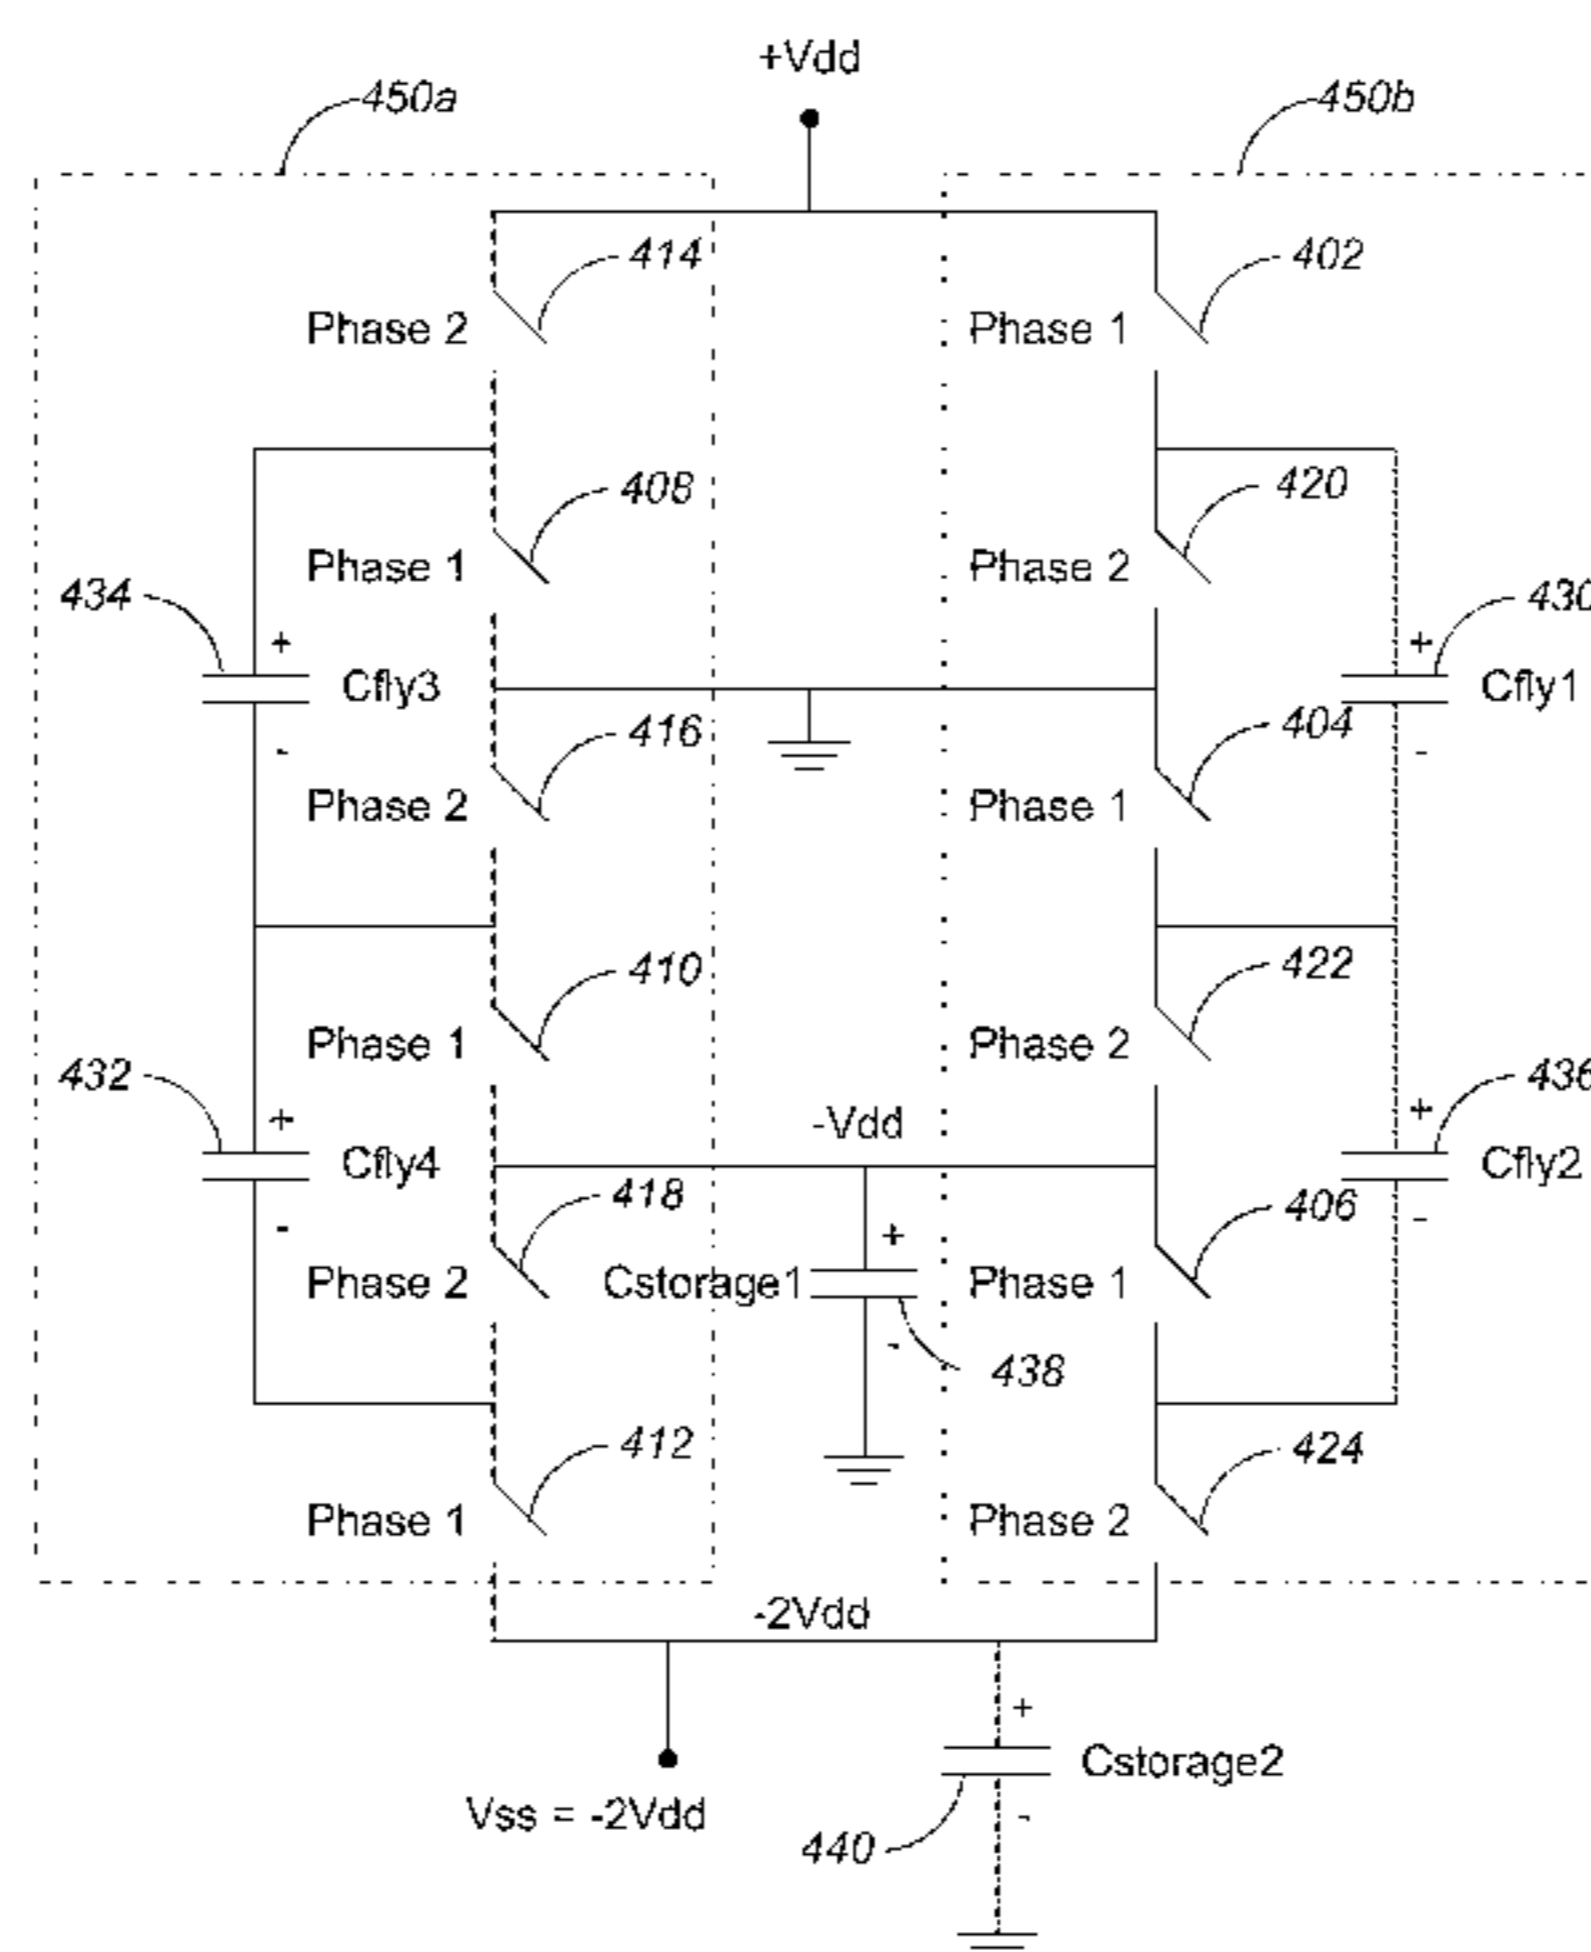 +Vdd
450a
450b
414
402
Phase 2
Phase 1
408
420
Phase 1
Phase 2
434
430
+
+
Cfly3
Cfly1
-
-
416
404
Phase 2
Phase 1
410
422
Phase 1
Phase 2
432
436
+
+
-Vdd
Cfly4
Cfly2
-
-
418
406
+
Phase 2
Cstorage1
Phase 1
-
438
412
424
Phase 1
Phase 2
-2Vdd
+
Cstorage2
Vss = -2Vdd
-
440